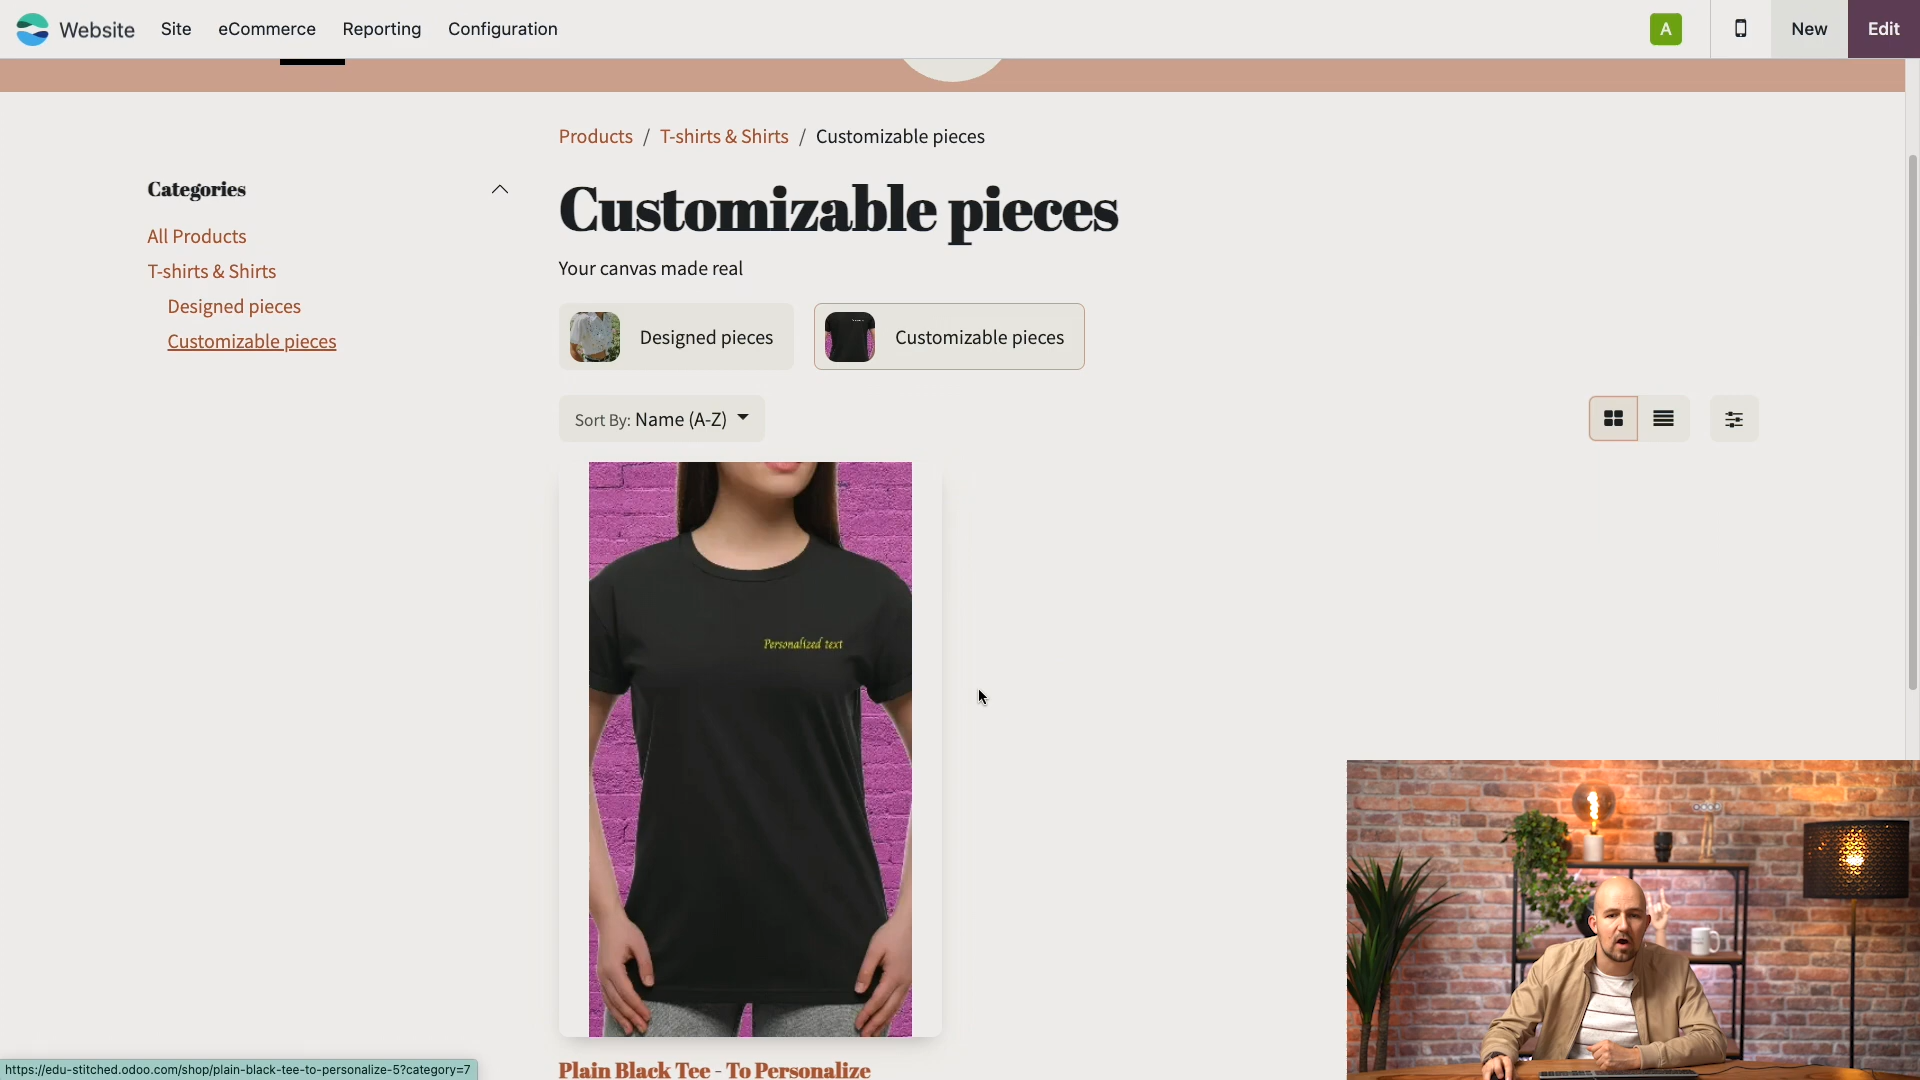 Website Site eCommerce Reporting Configuration A New Edit
Products / T-shirts & Shirts / Customizable pieces
Categories
All Products
T-shirts & Shirts
Designed pieces
Customizable pieces
Customizable pieces
Your canvas made real
Designed pieces Customizable pieces
Sort By: Name (A-Z)
Personalized text
Plain Black Tee - To Personalize
https://edu-stitched.odoo.com/shop/plain-black-tee-to-personalize-5?category=7
odoo